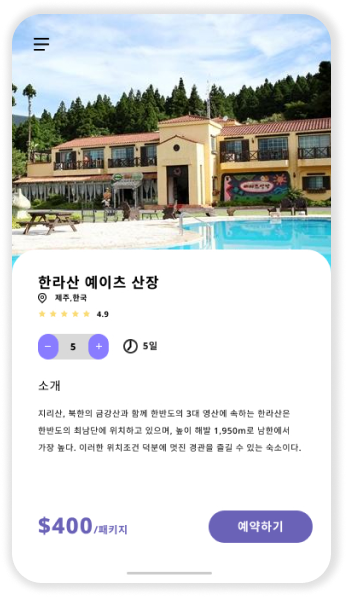 한라산 예이츠 산장
제주,한국
4.9
− 5 + 5일
소개
지리산, 북한의 금강산과 함께 한반도의 3대 영산에 속하는 한라산은
한반도의 최남단에 위치하고 있으며, 높이 해발 1,950m로 남한에서
가장 높다. 이러한 위치조건 덕분에 멋진 경관을 즐길 수 있는 숙소이다.
$400/패키지
예약하기